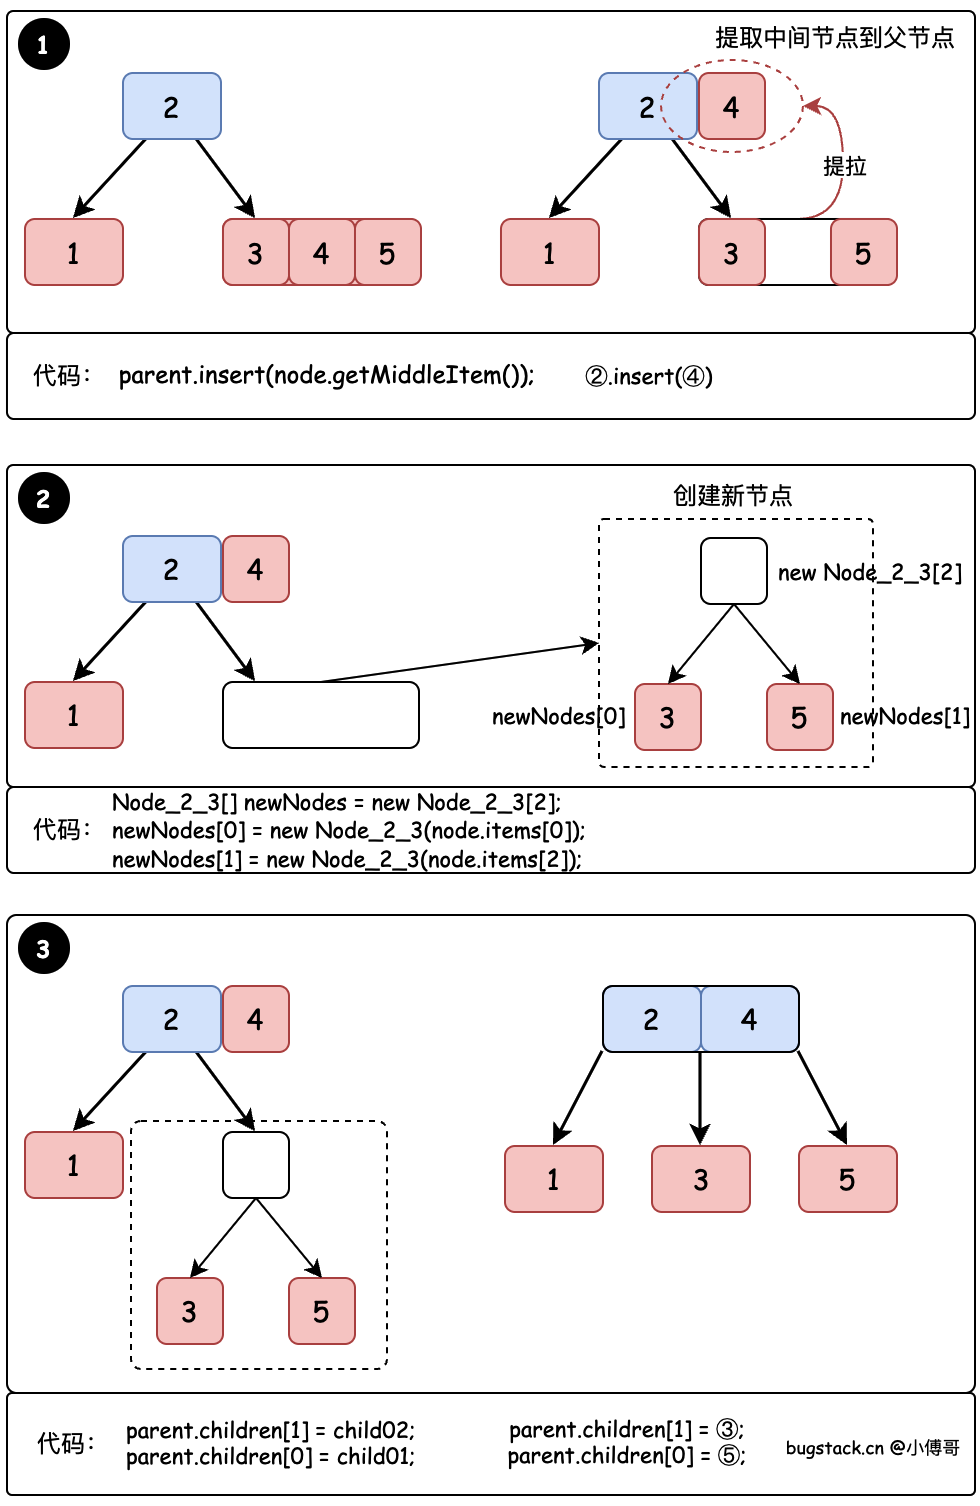 1
提取中间节点到父节点
2
2 4
提拉
1
3 4 5
1
3 5
代码： parent.insert(node.getMiddleItem()); ②.insert(④)
2
创建新节点
2 4
new Node_2_3[2]
1
newNodes[0] 3 5 newNodes[1]
Node_2_3[] newNodes = new Node_2_3[2];
代码： newNodes[0] = new Node_2_3(node.items[0]);
newNodes[1] = new Node_2_3(node.items[2]);
3
2 4
2 4
1
1 3 5
3 5
代码：
parent.children[1] = child02;
parent.children[0] = child01;
parent.children[1] = ③;
parent.children[0] = ⑤;
bugstack.cn @小傅哥